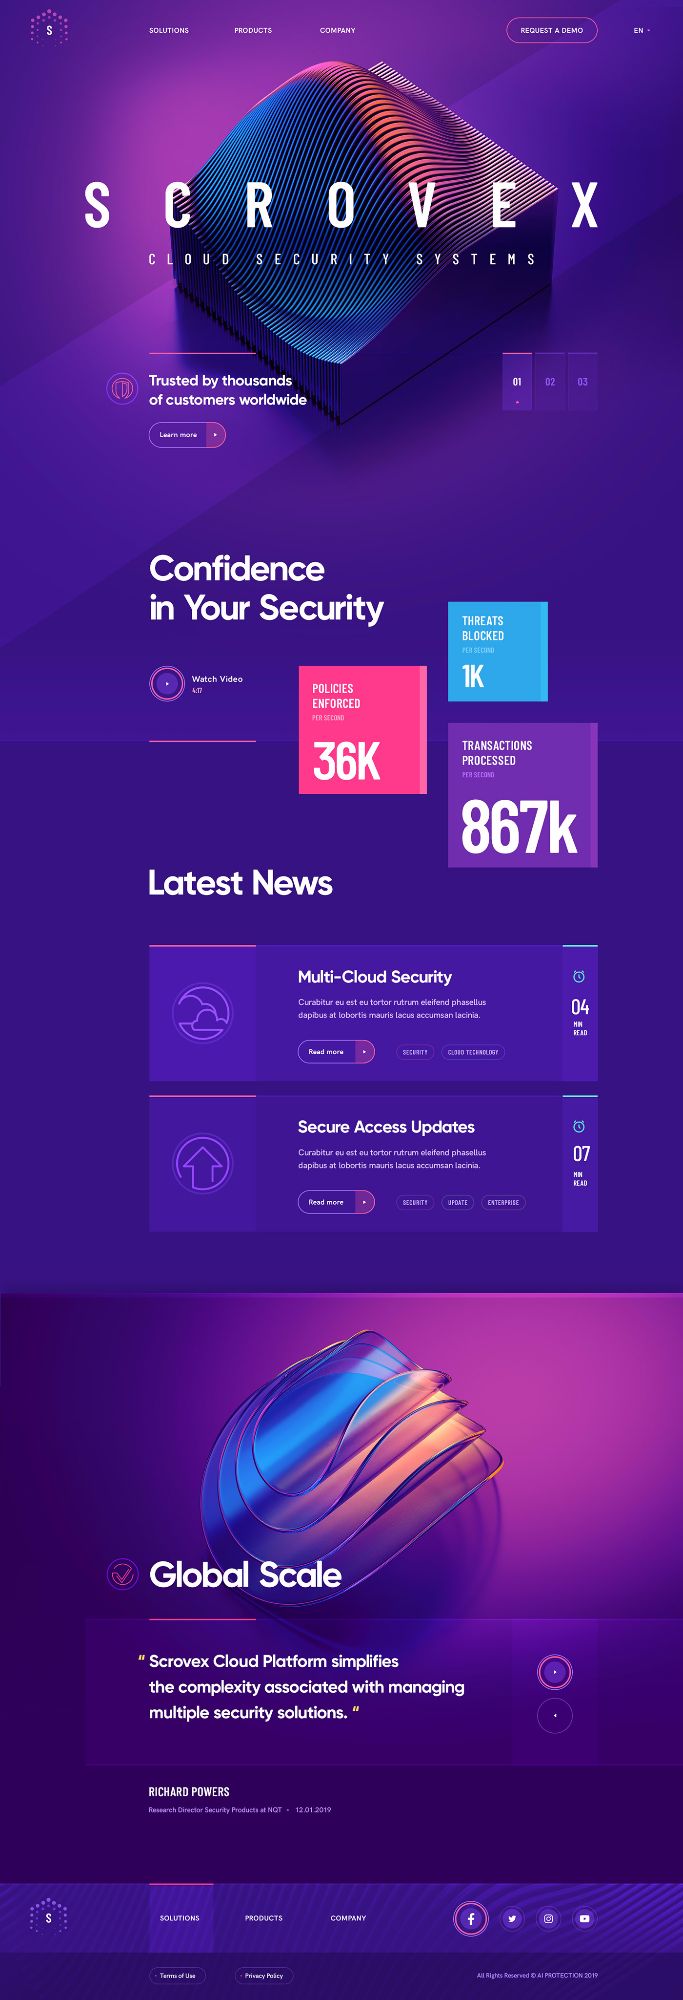 S
SOLUTIONS
PRODUCTS
COMPANY
REQUEST A DEMO
EN
SCROVEX
CLOUD SECURITY SYSTEMS
Trusted by thousands
of customers worldwide
Learn more
01
02
03
Confidence
in Your Security
Watch Video
4:17
POLICIES
ENFORCED
PER SECOND
36K
THREATS
BLOCKED
PER SECOND
1K
TRANSACTIONS
PROCESSED
PER SECOND
867k
Latest News
Multi-Cloud Security
Curabitur eu est eu tortor rutrum eleifend phasellus
dapibus at lobortis mauris lacus accumsan lacinia.
Read more
SECURITY
CLOUD TECHNOLOGY
04
MIN
READ
Secure Access Updates
Curabitur eu est eu tortor rutrum eleifend phasellus
dapibus at lobortis mauris lacus accumsan lacinia.
Read more
SECURITY
UPDATE
ENTERPRISE
07
MIN
READ
Global Scale
“ Scrovex Cloud Platform simplifies
the complexity associated with managing
multiple security solutions. “
RICHARD POWERS
Research Director Security Products at NQT • 12.01.2019
S
SOLUTIONS
PRODUCTS
COMPANY
Terms of Use
Privacy Policy
All Rights Reserved © AI PROTECTION 2019